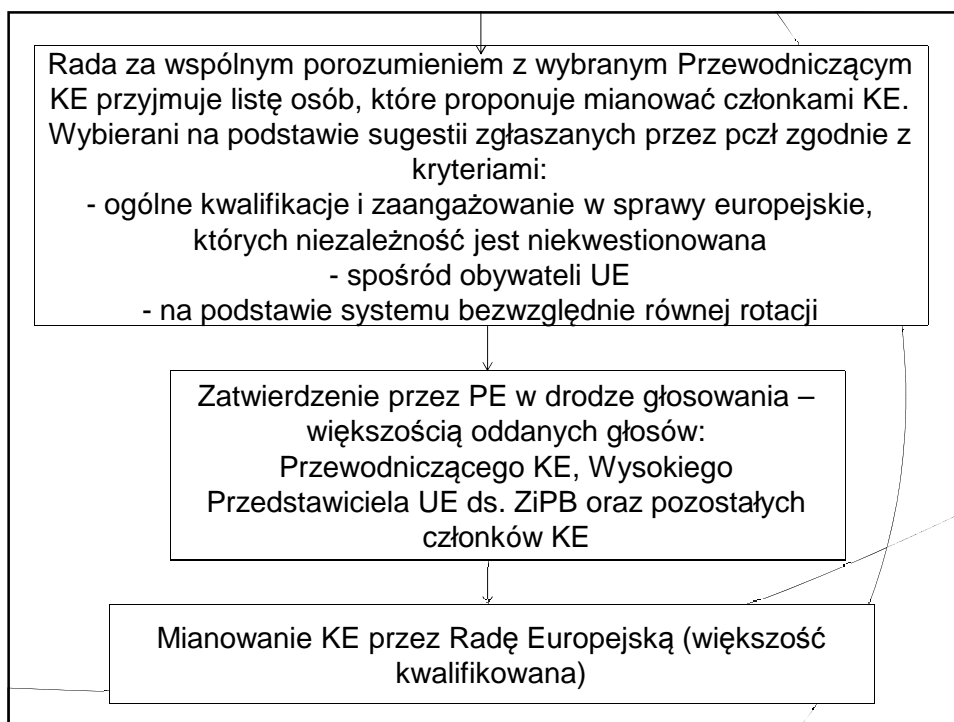 Rada za wspólnym porozumieniem z wybranym Przewodniczącym
KE przyjmuje listę osób, które proponuje mianować członkami KE.
Wybierani na podstawie sugestii zgłaszanych przez pczł zgodnie z
kryteriami:
- ogólne kwalifikacje i zaangażowanie w sprawy europejskie,
których niezależność jest niekwestionowana
- spośród obywateli UE
- na podstawie systemu bezwzględnie równej rotacji
Zatwierdzenie przez PE w drodze głosowania –
większością oddanych głosów:
Przewodniczącego KE, Wysokiego
Przedstawiciela UE ds. ZiPB oraz pozostałych
członków KE
Mianowanie KE przez Radę Europejską (większość
kwalifikowana)